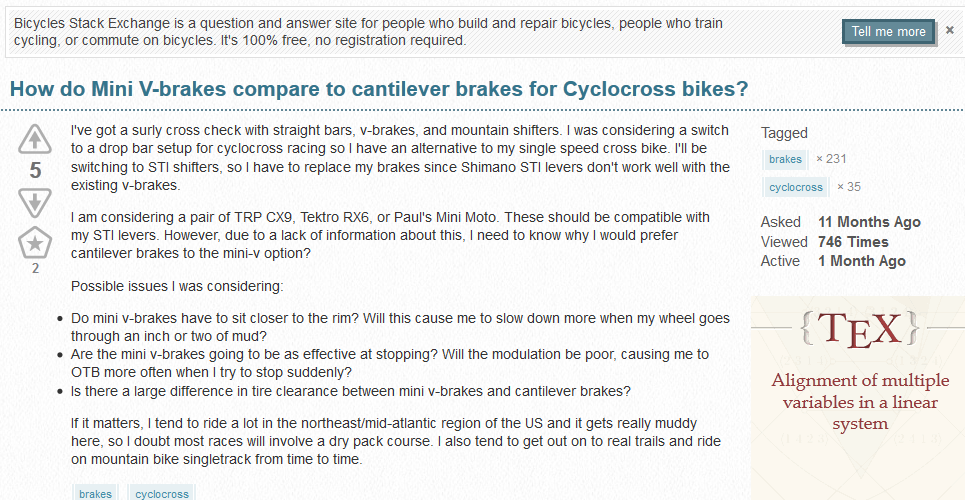 Bicycles Stack Exchange is a question and answer site for people who build and repair bicycles, people who train
cycling, or commute on bicycles. It's 100% free, no registration required.
Tell me more ×
How do Mini V-brakes compare to cantilever brakes for Cyclocross bikes?
5
2
I've got a surly cross check with straight bars, v-brakes, and mountain shifters. I was considering a switch
to a drop bar setup for cyclocross racing so I have an alternative to my single speed cross bike. I'll be
switching to STI shifters, so I have to replace my brakes since Shimano STI levers don't work well with the
existing v-brakes.
I am considering a pair of TRP CX9, Tektro RX6, or Paul's Mini Moto. These should be compatible with
my STI levers. However, due to a lack of information about this, I need to know why I would prefer
cantilever brakes to the mini-v option?
Possible issues I was considering:
• Do mini v-brakes have to sit closer to the rim? Will this cause me to slow down more when my wheel goes
through an inch or two of mud?
• Are the mini v-brakes going to be as effective at stopping? Will the modulation be poor, causing me to
OTB more often when I try to stop suddenly?
• Is there a large difference in tire clearance between mini v-brakes and cantilever brakes?
If it matters, I tend to ride a lot in the northeast/mid-atlantic region of the US and it gets really muddy
here, so I doubt most races will involve a dry pack course. I also tend to get out on to real trails and ride
on mountain bike singletrack from time to time.
brakes cyclocross
Tagged
brakes × 231
cyclocross × 35
Asked 11 Months Ago
Viewed 746 Times
Active 1 Month Ago
{TEX}
Alignment of multiple
variables in a linear
system